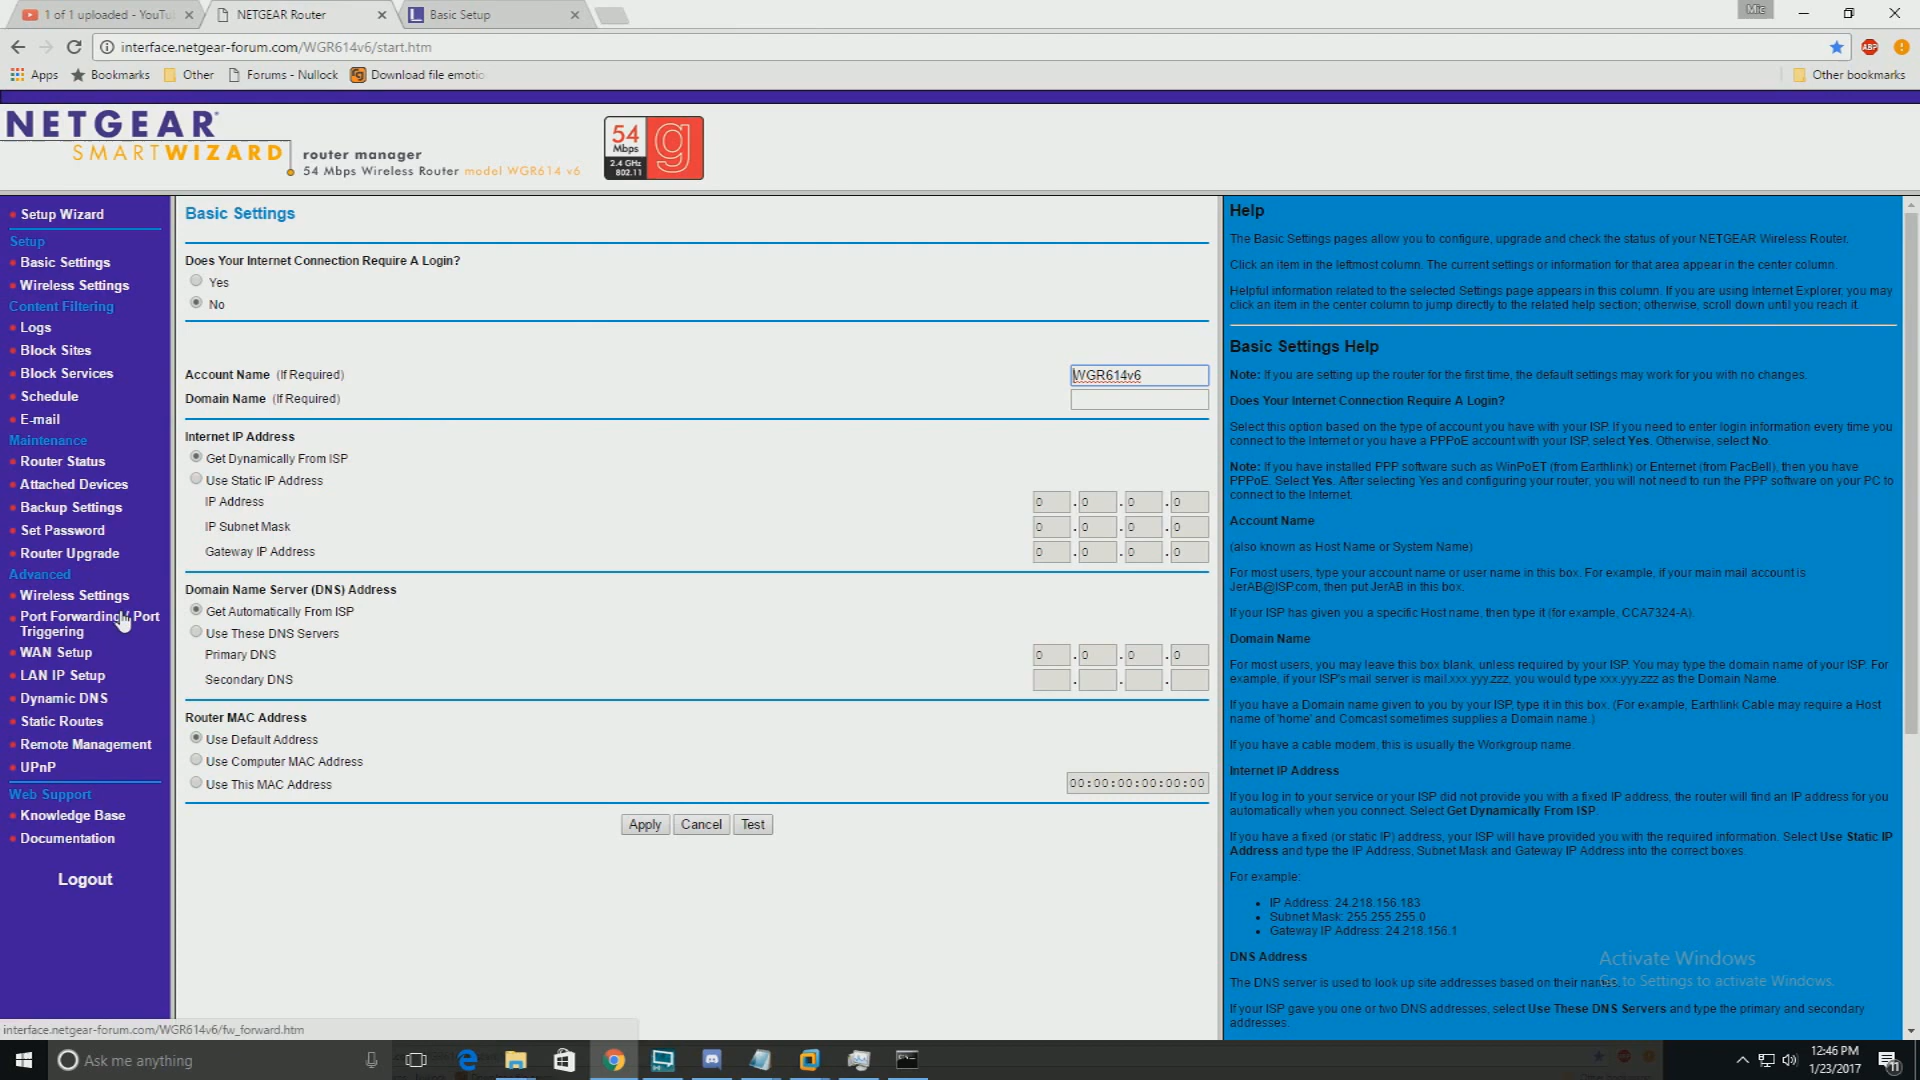 1 of 1 uploaded - YouTu
NETGEAR Router
Basic Setup
Mic
interface.netgear-forum.com/WGR614v6/start.htm
ABP
Apps
Bookmarks
Other
Forums - Nullock
Download file emotio
Other bookmarks
NETGEAR
SMARTWIZARD
router manager
54 Mbps Wireless Router model WGR614 v6
54
Mbps
2.4 GHz
802.11
g
Setup Wizard
Setup
Basic Settings
Wireless Settings
Content Filtering
Logs
Block Sites
Block Services
Schedule
E-mail
Maintenance
Router Status
Attached Devices
Backup Settings
Set Password
Router Upgrade
Advanced
Wireless Settings
Port Forwarding / Port
Triggering
WAN Setup
LAN IP Setup
Dynamic DNS
Static Routes
Remote Management
UPnP
Web Support
Knowledge Base
Documentation
Logout
Basic Settings
Does Your Internet Connection Require A Login?
Yes
No
Account Name (If Required)
WGR614v6
Domain Name (If Required)
Internet IP Address
Get Dynamically From ISP
Use Static IP Address
IP Address
0 . 0 . 0 . 0
IP Subnet Mask
0 . 0 . 0 . 0
Gateway IP Address
0 . 0 . 0 . 0
Domain Name Server (DNS) Address
Get Automatically From ISP
Use These DNS Servers
Primary DNS
0 . 0 . 0 . 0
Secondary DNS
. . .
Router MAC Address
Use Default Address
Use Computer MAC Address
Use This MAC Address
00:00:00:00:00:00
Apply
Cancel
Test
Help
The Basic Settings pages allow you to configure, upgrade and check the status of your NETGEAR Wireless Router.
Click an item in the leftmost column. The current settings or information for that area appear in the center column.
Helpful information related to the selected Settings page appears in this column. If you are using Internet Explorer, you may
click an item in the center column to jump directly to the related help section; otherwise, scroll down until you reach it.
Basic Settings Help
Note: If you are setting up the router for the first time, the default settings may work for you with no changes.
Does Your Internet Connection Require A Login?
Select this option based on the type of account you have with your ISP. If you need to enter login information every time you
connect to the Internet or you have a PPPoE account with your ISP, select Yes. Otherwise, select No.
Note: If you have installed PPP software such as WinPoET (from Earthlink) or Enternet (from PacBell), then you have
PPPoE. Select Yes. After selecting Yes and configuring your router, you will not need to run the PPP software on your PC to
connect to the Internet.
Account Name
(also known as Host Name or System Name)
For most users, type your account name or user name in this box. For example, if your main mail account is
JerAB@ISP.com, then put JerAB in this box.
If your ISP has given you a specific Host name, then type it (for example, CCA7324-A).
Domain Name
For most users, you may leave this box blank, unless required by your ISP. You may type the domain name of your ISP. For
example, if your ISP's mail server is mail.xxx.yyy.zzz, you would type xxx.yyy.zzz as the Domain Name.
If you have a Domain name given to you by your ISP, type it in this box. (For example, Earthlink Cable may require a Host
name of 'home' and Comcast sometimes supplies a Domain name.)
If you have a cable modem, this is usually the Workgroup name.
Internet IP Address
If you log in to your service or your ISP did not provide you with a fixed IP address, the router will find an IP address for you
automatically when you connect. Select Get Dynamically From ISP.
If you have a fixed (or static IP) address, your ISP will have provided you with the required information. Select Use Static IP
Address and type the IP Address, Subnet Mask and Gateway IP Address into the correct boxes.
For example:
IP Address: 24.218.156.183
Subnet Mask: 255.255.255.0
Gateway IP Address: 24.218.156.1
DNS Address
The DNS server is used to look up site addresses based on their names.
If your ISP gave you one or two DNS addresses, select Use These DNS Servers and type the primary and secondary
addresses.
Activate Windows
Go to Settings to activate Windows.
interface.netgear-forum.com/WGR614v6/fw_forward.htm
Ask me anything
12:46 PM
1/23/2017
11